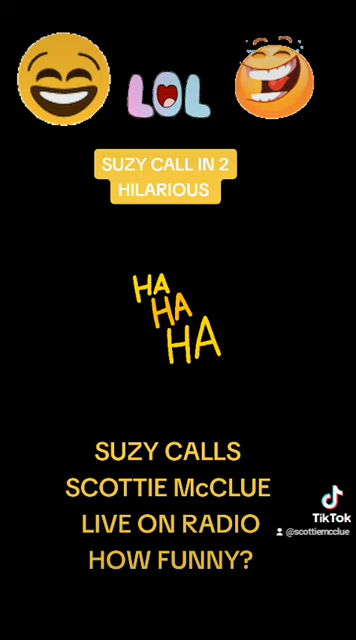 LOL
SUZY CALL IN 2
HILARIOUS
HA
HA
HA
SUZY CALLS
SCOTTIE McCLUE
LIVE ON RADIO
HOW FUNNY?
TikTok
@scottiemcclue